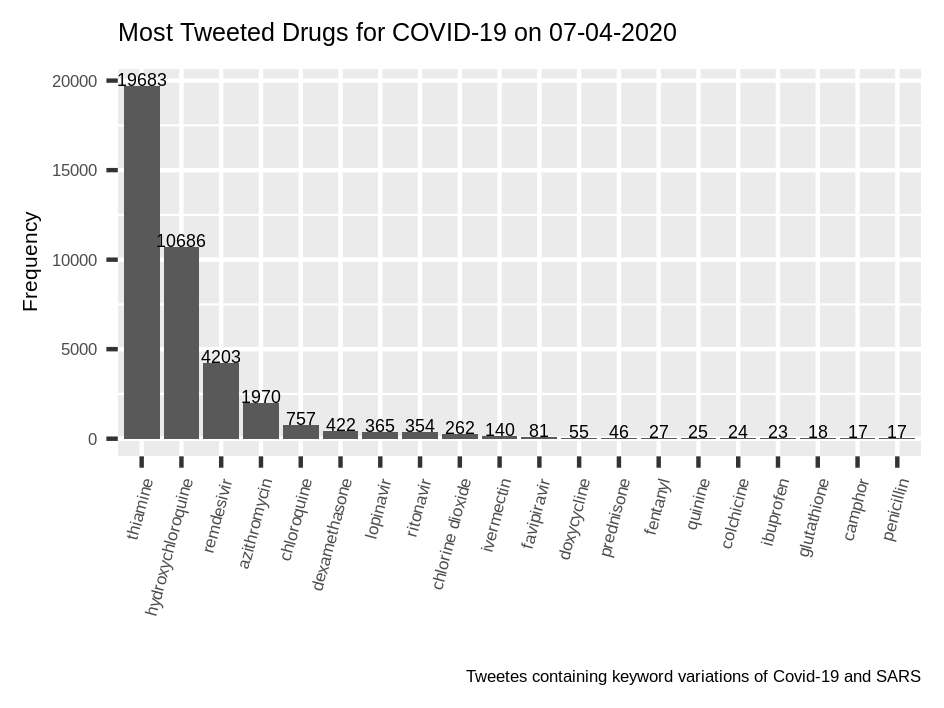 Most Tweeted Drugs for COVID-19 on 07-04-2020
Frequency
20000
15000
10000
5000
0
19683
10686
4203
1970
757
422
365
354
262
140
81
55
46
27
25
24
23
18
17
17
thiamine
hydroxychloroquine
remdesivir
azithromycin
chloroquine
dexamethasone
lopinavir
ritonavir
chlorine dioxide
ivermectin
favipiravir
doxycycline
prednisone
fentanyl
quinine
colchicine
ibuprofen
glutathione
camphor
penicillin
Tweetes containing keyword variations of Covid-19 and SARS